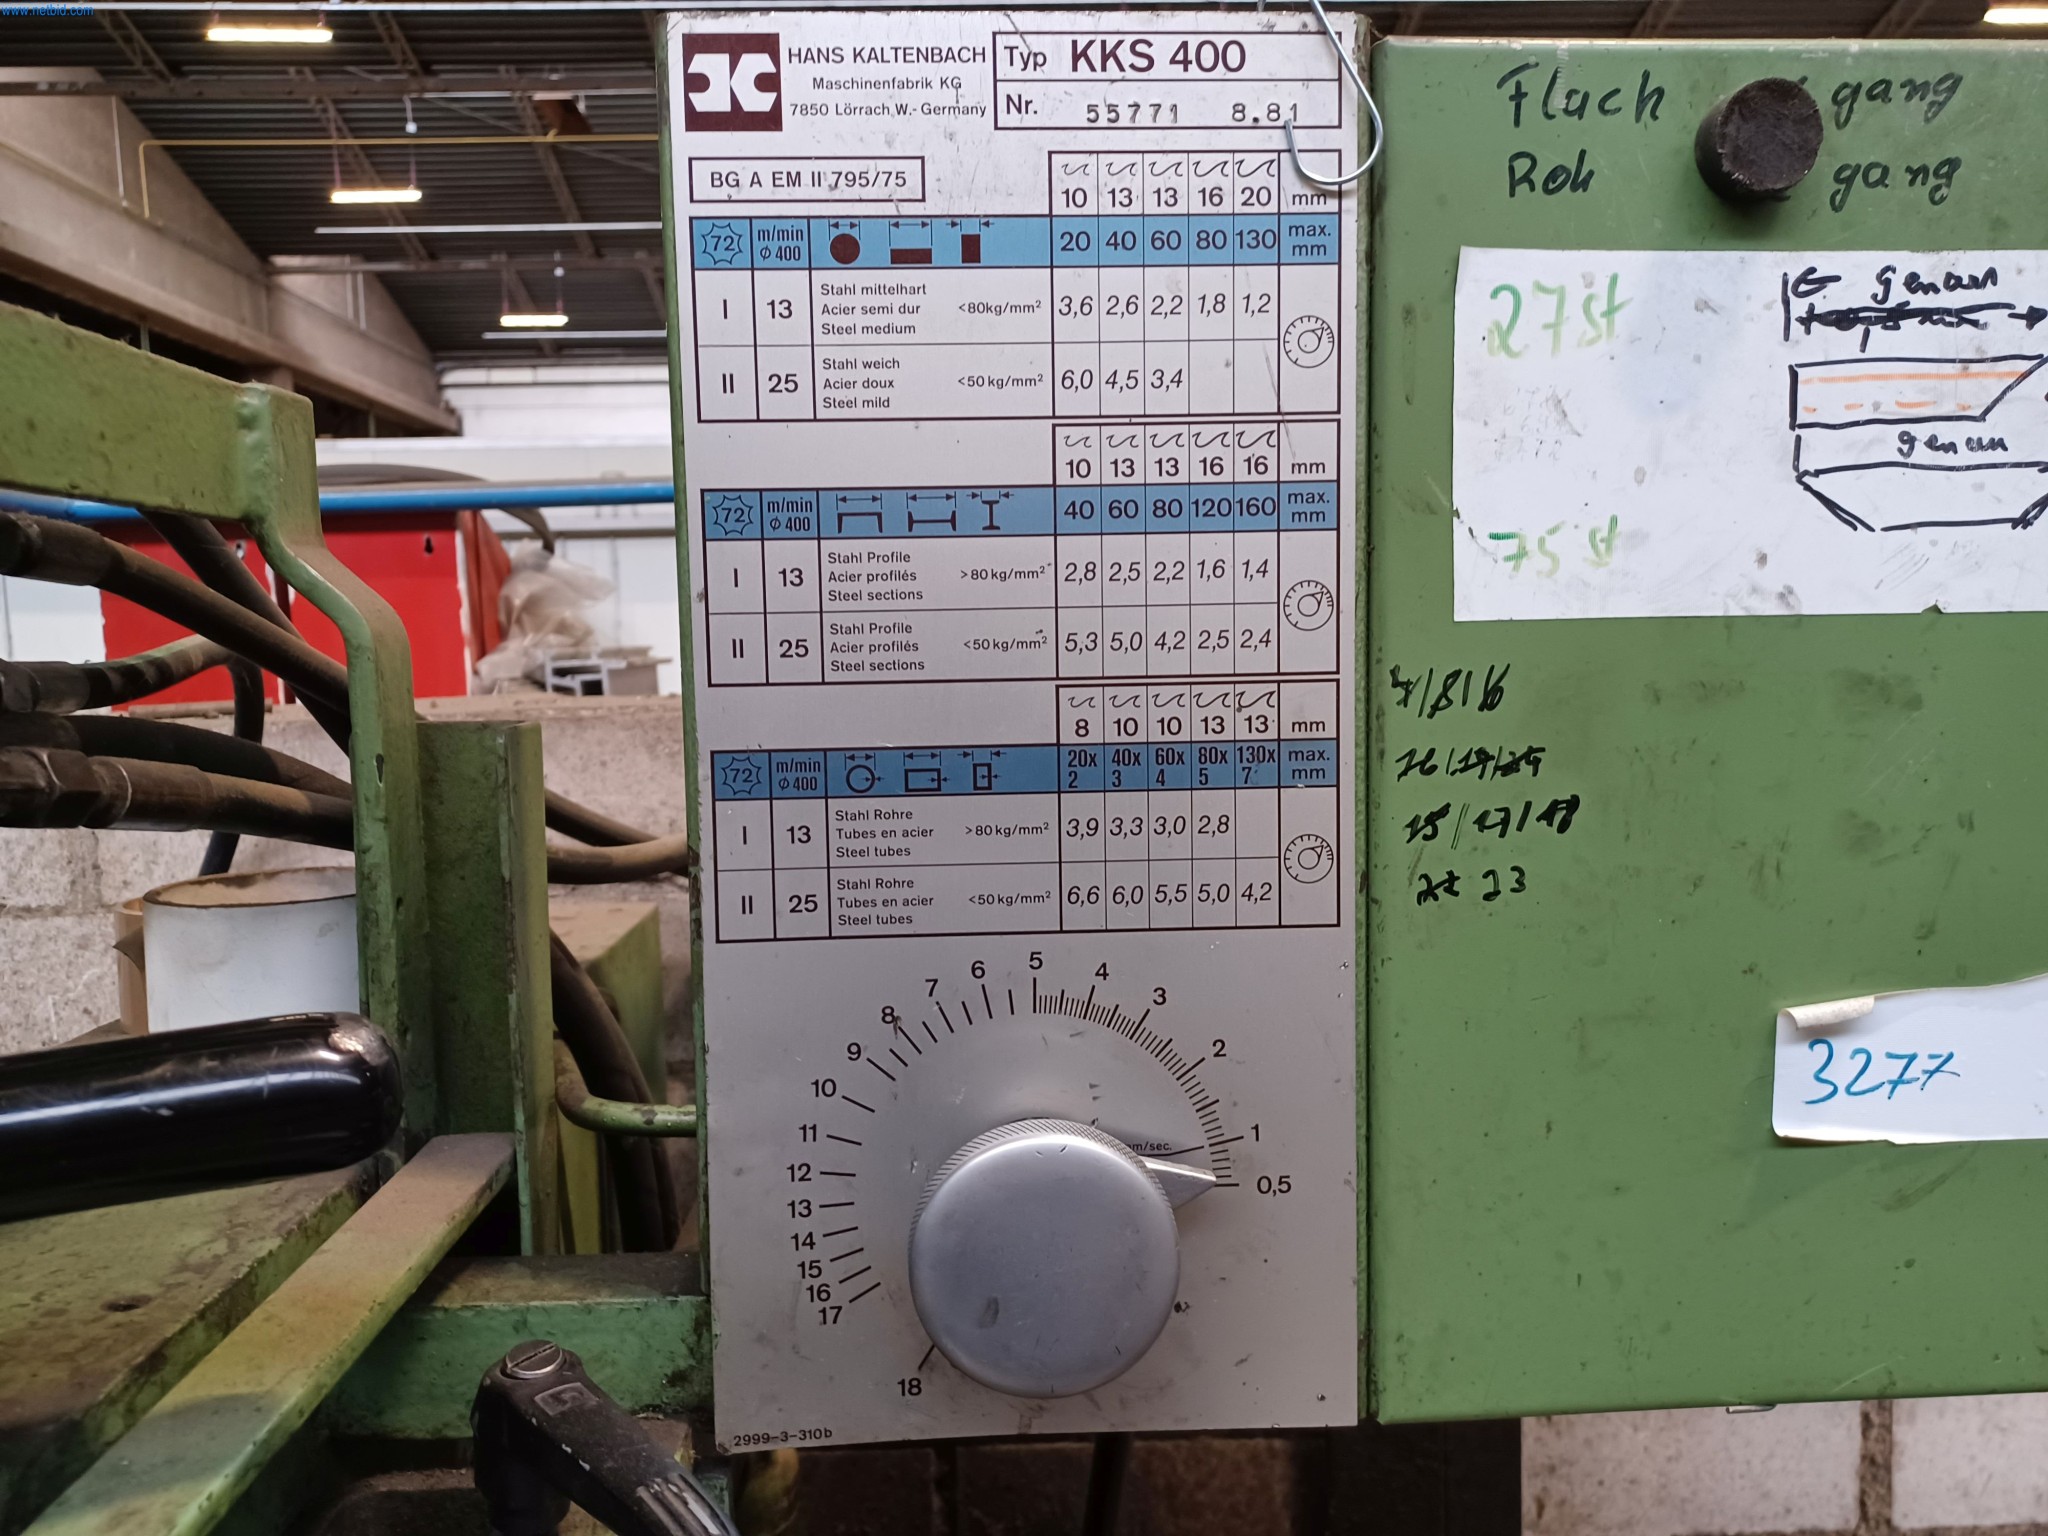 www.netbid.com
HANS KALTENBACH
Maschinenfabrik KG
7850 Lörrach W.-Germany
Typ KKS 400
Nr. 55771 8.81
BG A EM II 795/75
10 13 13 16 20 mm
72 m/min ø 400 20 40 60 80 130 max. mm
I 13 Stahl mittelhart
Acier semi dur <80kg/mm² 3,6 2,6 2,2 1,8 1,2
Steel medium
II 25 Stahl weich
Acier doux <50kg/mm² 6,0 4,5 3,4
Steel mild
10 13 13 16 16 mm
72 m/min ø 400 40 60 80 120 160 max. mm
I 13 Stahl Profile
Acier profilés >80kg/mm² 2,8 2,5 2,2 1,6 1,4
Steel sections
II 25 Stahl Profile
Acier profilés <50kg/mm² 5,3 5,0 4,2 2,5 2,4
Steel sections
8 10 10 13 13 mm
72 m/min ø 400 20x2 40x3 60x4 80x5 130x7 max. mm
I 13 Stahl Rohre
Tubes en acier >80kg/mm² 3,9 3,3 3,0 2,8
Steel tubes
II 25 Stahl Rohre
Tubes en acier <50kg/mm² 6,6 6,0 5,5 5,0 4,2
Steel tubes
0,5 1 2 3 4 5 6 7 8 9 10 11 12 13 14 15 16 17 18
m/sec.
2999-3-310b
Flach gang
Roh gang
27 st
genau
genau
75 st
23
3277